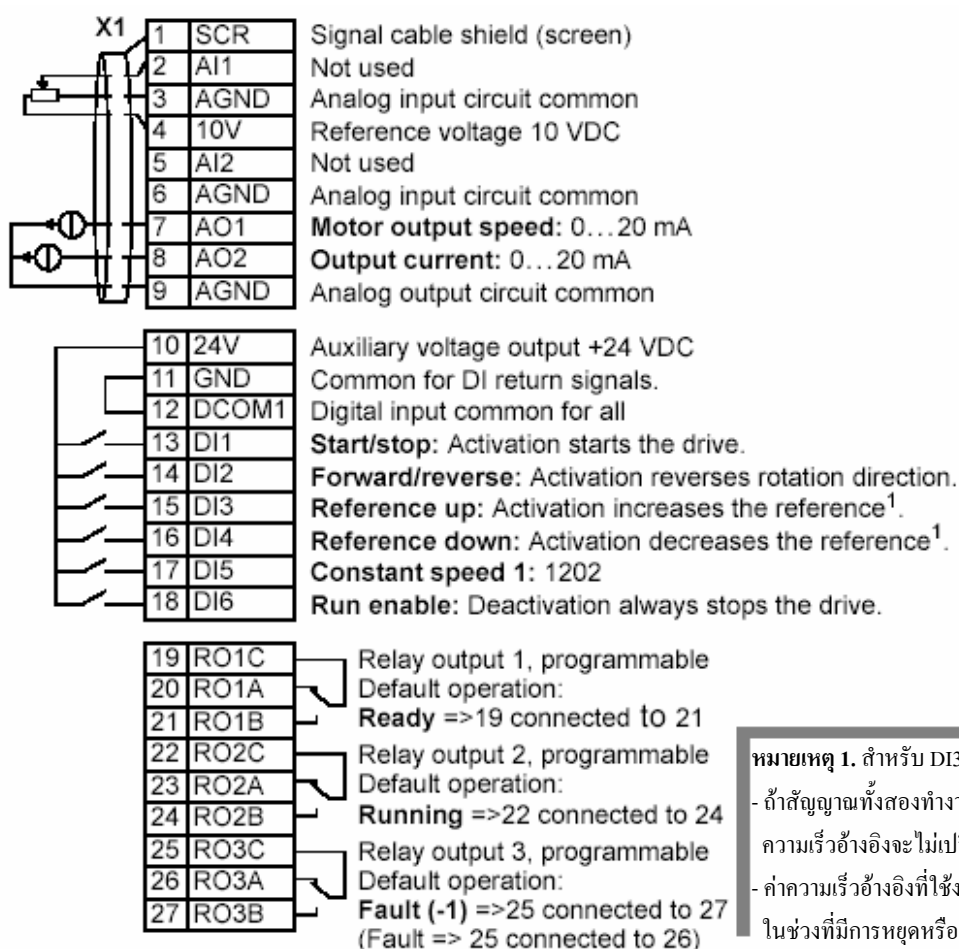 X1
1 SCR Signal cable shield (screen)
2 AI1 Not used
3 AGND Analog input circuit common
4 10V Reference voltage 10 VDC
5 AI2 Not used
6 AGND Analog input circuit common
7 AO1 Motor output speed: 0…20 mA
8 AO2 Output current: 0…20 mA
9 AGND Analog output circuit common
10 24V Auxiliary voltage output +24 VDC
11 GND Common for DI return signals.
12 DCOM1 Digital input common for all
13 DI1 Start/stop: Activation starts the drive.
14 DI2 Forward/reverse: Activation reverses rotation direction.
15 DI3 Reference up: Activation increases the reference¹.
16 DI4 Reference down: Activation decreases the reference¹.
17 DI5 Constant speed 1: 1202
18 DI6 Run enable: Deactivation always stops the drive.
19 RO1C Relay output 1, programmable
20 RO1A Default operation:
21 RO1B Ready =>19 connected to 21
22 RO2C Relay output 2, programmable
23 RO2A Default operation:
24 RO2B Running =>22 connected to 24
25 RO3C Relay output 3, programmable
26 RO3A Default operation:
27 RO3B Fault (-1) =>25 connected to 27
(Fault => 25 connected to 26)
หมายเหตุ 1. สำหรับ DI3
- ถ้าสัญญาณทั้งสองทำงา
ความเร็วอ้างอิงจะไม่เป
- ค่าความเร็วอ้างอิงที่ใช้ง
ในช่วงที่มีการหยุดหรือ